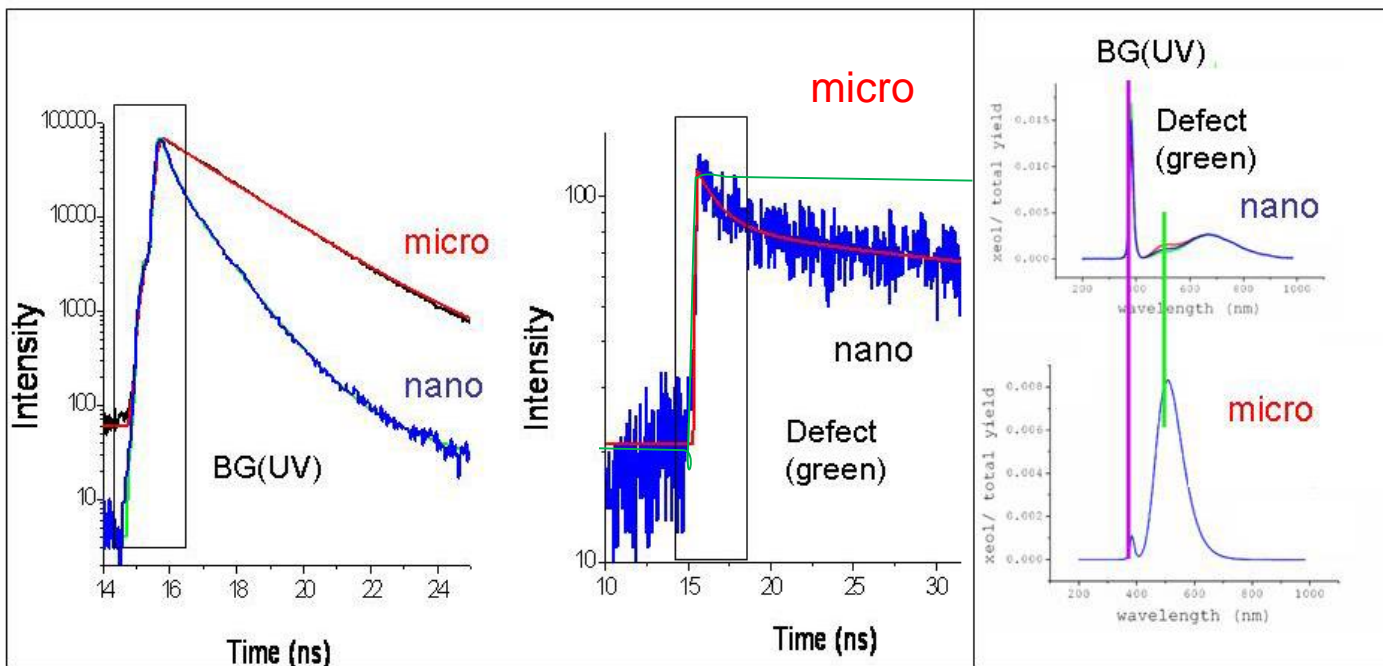 100000
10000
1000
100
10
Intensity
micro
nano
BG(UV)
14 16 18 20 22 24
Time (ns)
micro
100
10
Intensity
nano
Defect
(green)
10 15 20 25 30
Time (ns)
BG(UV)
Defect
(green)
nano
xeol/ total yield
0.015
0.010
0.005
0.000
200 400 600 800 1000
wavelength (nm)
micro
xeol/ total yield
0.008
0.006
0.004
0.002
0.000
200 400 600 800 1000
wavelength (nm)